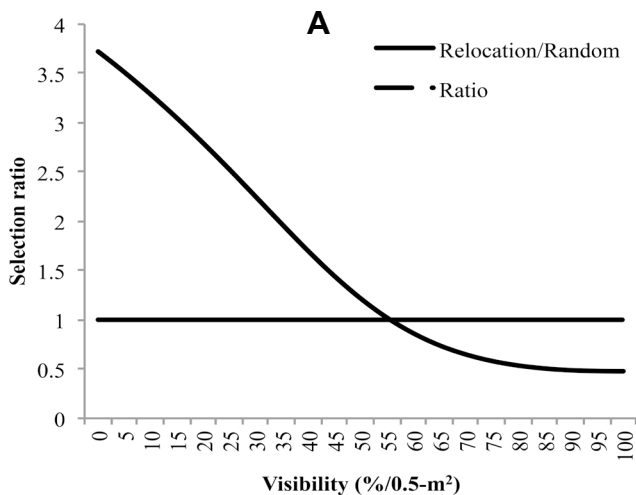 A
4
3.5
3
2.5
2
1.5
1
0.5
0
Selection ratio
Relocation/Random
Ratio
0 5 10 15 20 25 30 35 40 45 50 55 60 65 70 75 80 85 90 95 100
Visibility (%/0.5-m²)